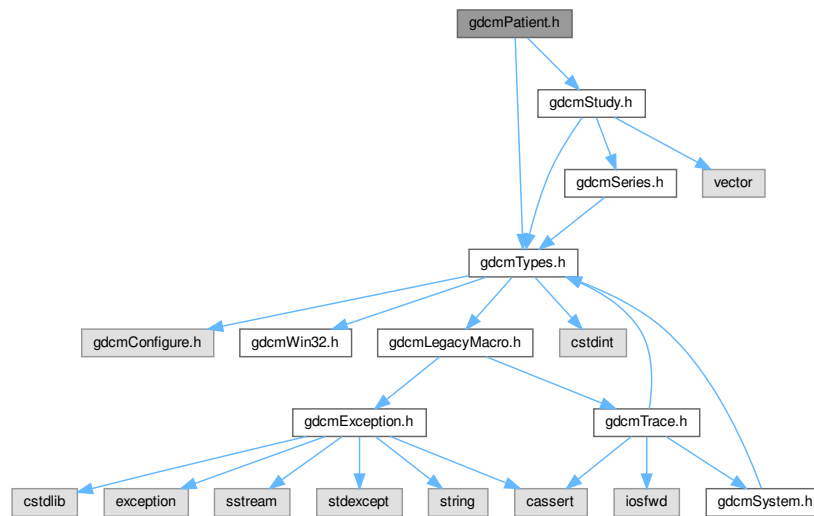 gdcmPatient.h
gdcmStudy.h
gdcmSeries.h
vector
gdcmTypes.h
gdcmConfigure.h
gdcmWin32.h
gdcmLegacyMacro.h
cstdint
gdcmException.h
gdcmTrace.h
cstdlib
exception
sstream
stdexcept
string
cassert
iosfwd
gdcmSystem.h